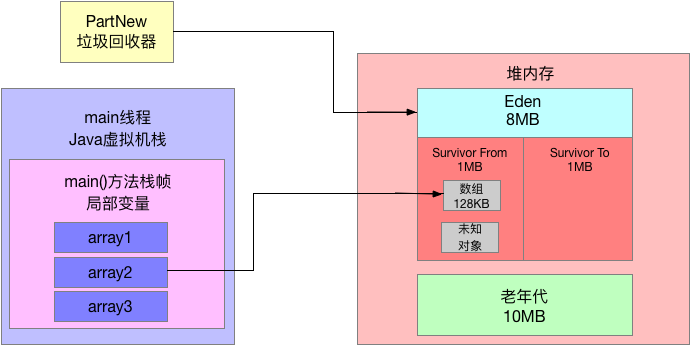 PartNew
垃圾回收器
main线程
Java虚拟机栈
main()方法栈帧
局部变量
array1
array2
array3
堆内存
Eden
8MB
Survivor From
1MB
数组
128KB
未知
对象
Survivor To
1MB
老年代
10MB